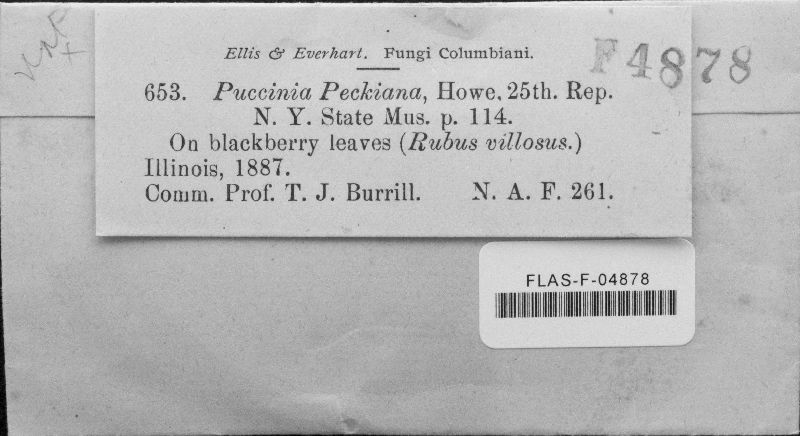 Ellis & Everhart. Fungi Columbiani.
F4878
653. Puccinia Peckiana, Howe, 25th. Rep.
N. Y. State Mus. p. 114.
On blackberry leaves (Rubus villosus.)
Illinois, 1887.
Comm. Prof. T. J. Burrill. N. A. F. 261.
FLAS-F-04878